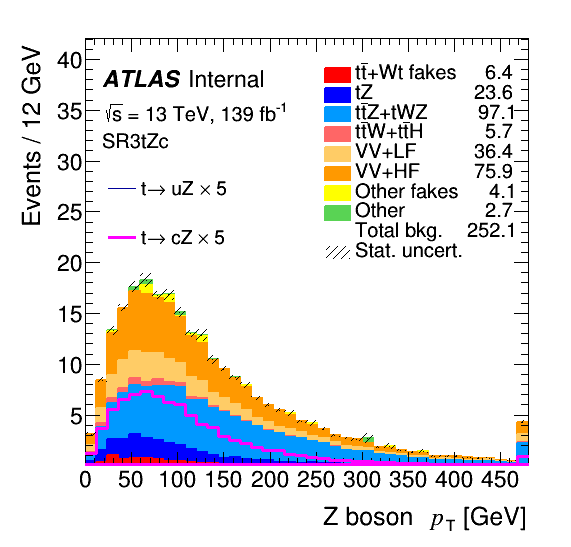 ATLAS Internal
√s = 13 TeV, 139 fb⁻¹
SR3tZc
t→ uZ × 5
t→ cZ × 5
tt̄+Wt fakes 6.4
tZ 23.6
tt̄Z+tWZ 97.1
tt̄W+tt̄H 5.7
VV+LF 36.4
VV+HF 75.9
Other fakes 4.1
Other 2.7
Total bkg. 252.1
Stat. uncert.
Events / 12 GeV
40
35
30
25
20
15
10
5
0 50 100 150 200 250 300 350 400 450
Z boson p_T [GeV]